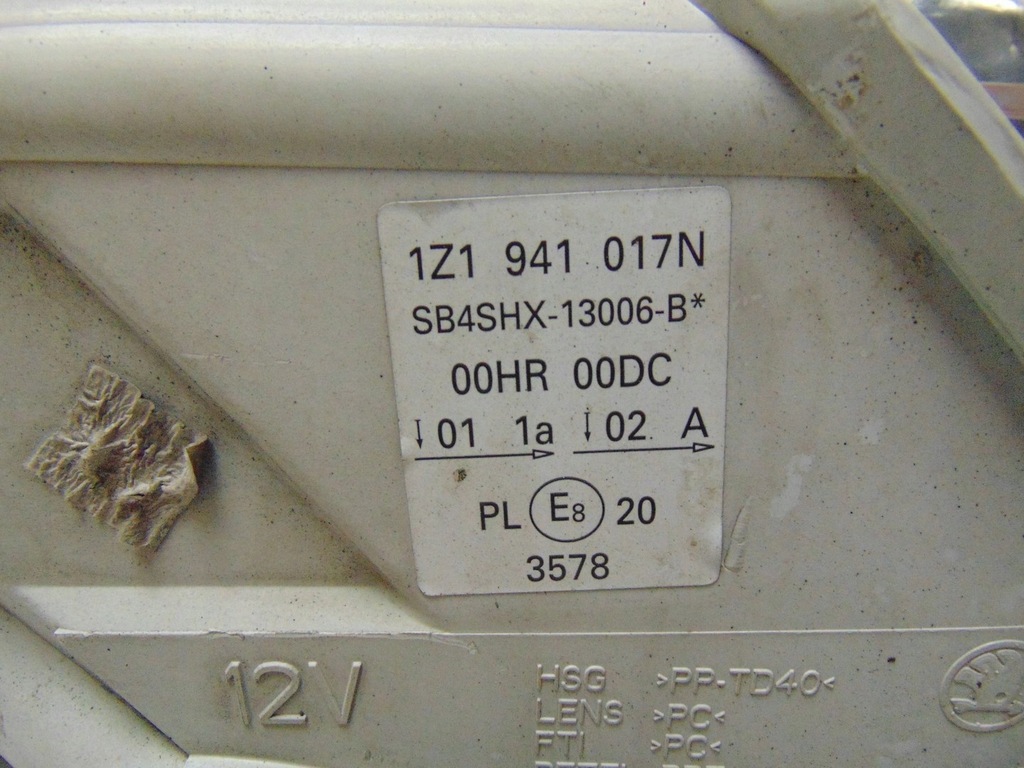 1Z1 941 017N
SB4SHX-13006-B*
00HR 00DC
↓01 1a ↓02 A
PL E8 20
3578
12V
HSG >PP-TD40<
LENS >PC<
FTI >PC<